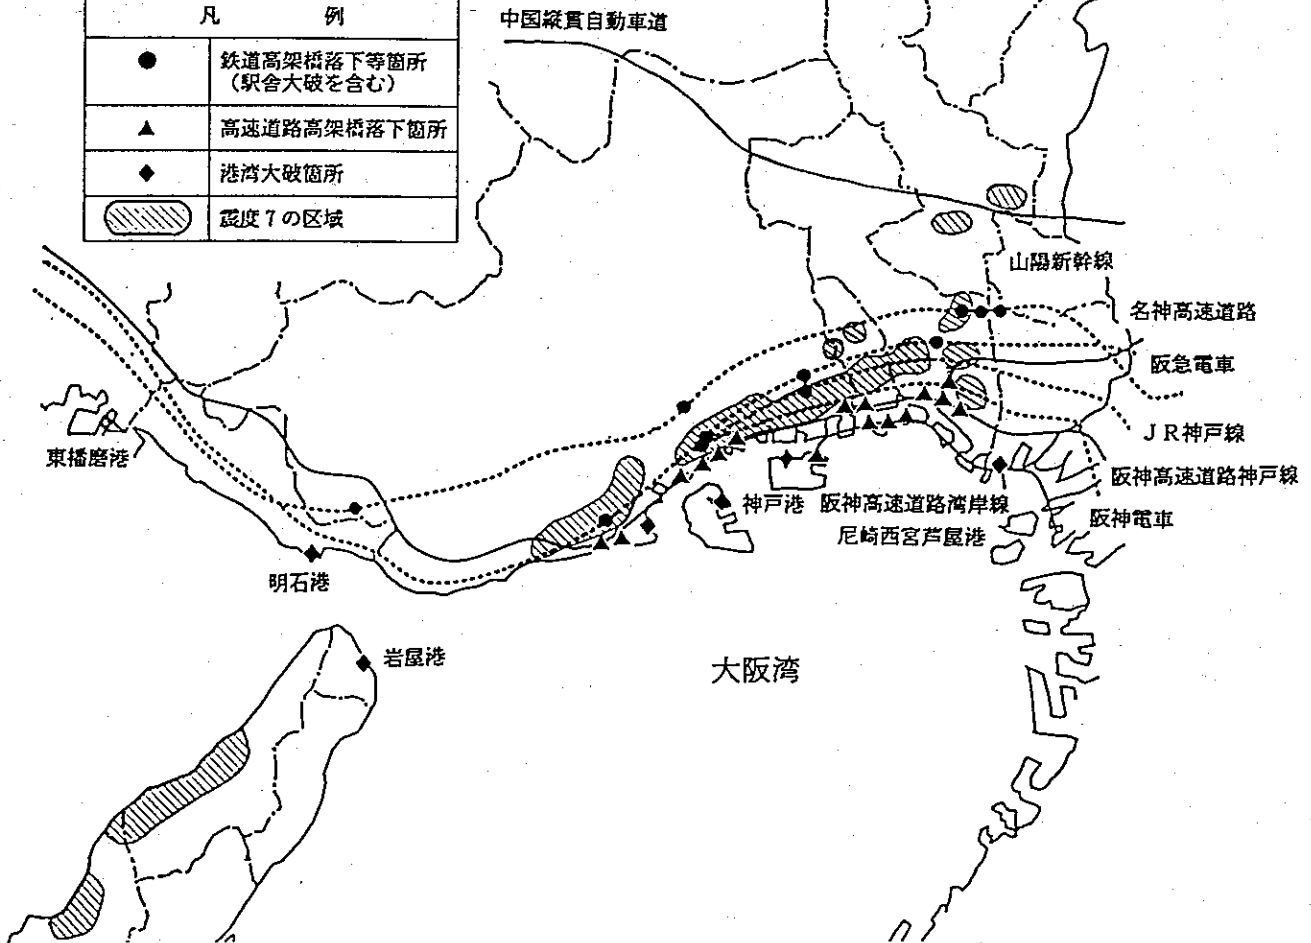 凡 例
鉄道高架橋落下等箇所
(駅舎大破を含む)
高速道路高架橋落下箇所
港湾大破箇所
震度7の区域
中国縦貫自動車道
山陽新幹線
名神高速道路
阪急電車
JR神戸線
阪神高速道路神戸線
阪神電車
東播磨港
神戸港
阪神高速道路湾岸線
尼崎西宮芦屋港
明石港
岩屋港
大阪湾